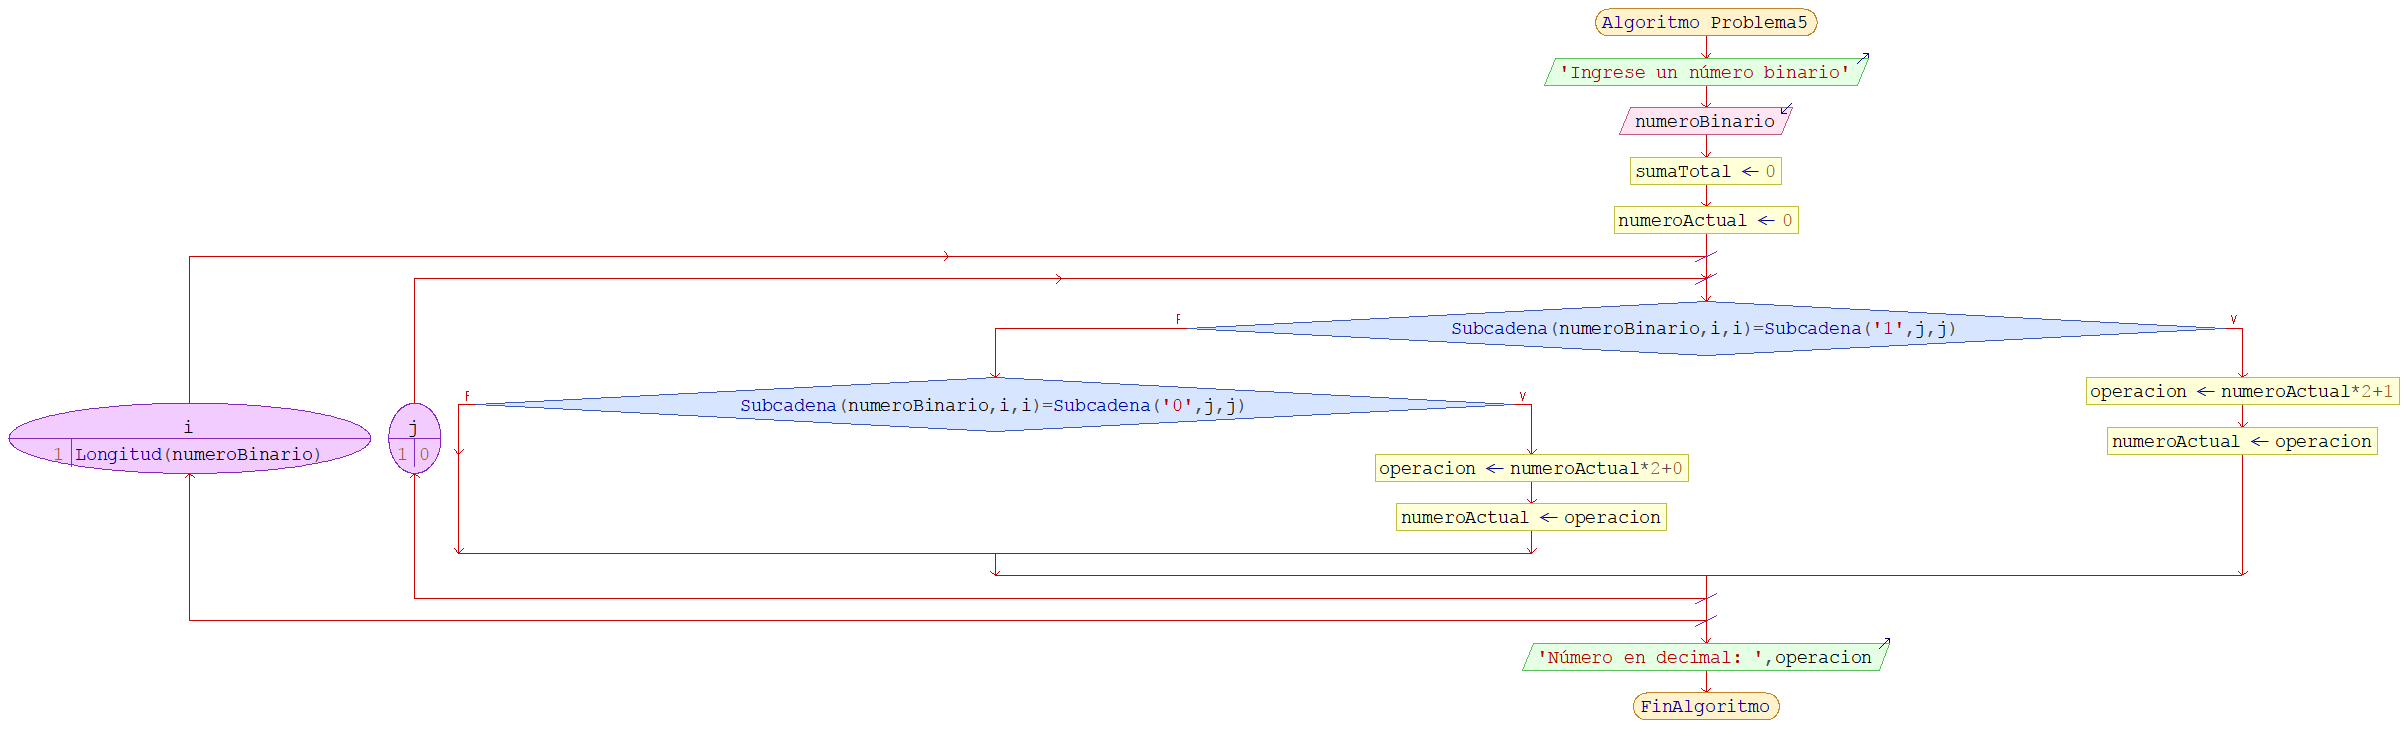 Algoritmo Problema5
'Ingrese un número binario'
numeroBinario
sumaTotal ← 0
numeroActual ← 0
F
Subcadena(numeroBinario,i,i)=Subcadena('1',j,j)
V
F
Subcadena(numeroBinario,i,i)=Subcadena('0',j,j)
V
operacion ← numeroActual*2+1
i
1 Longitud(numeroBinario)
j
1 0
numeroActual ← operacion
operacion ← numeroActual*2+0
numeroActual ← operacion
'Número en decimal: ',operacion
FinAlgoritmo